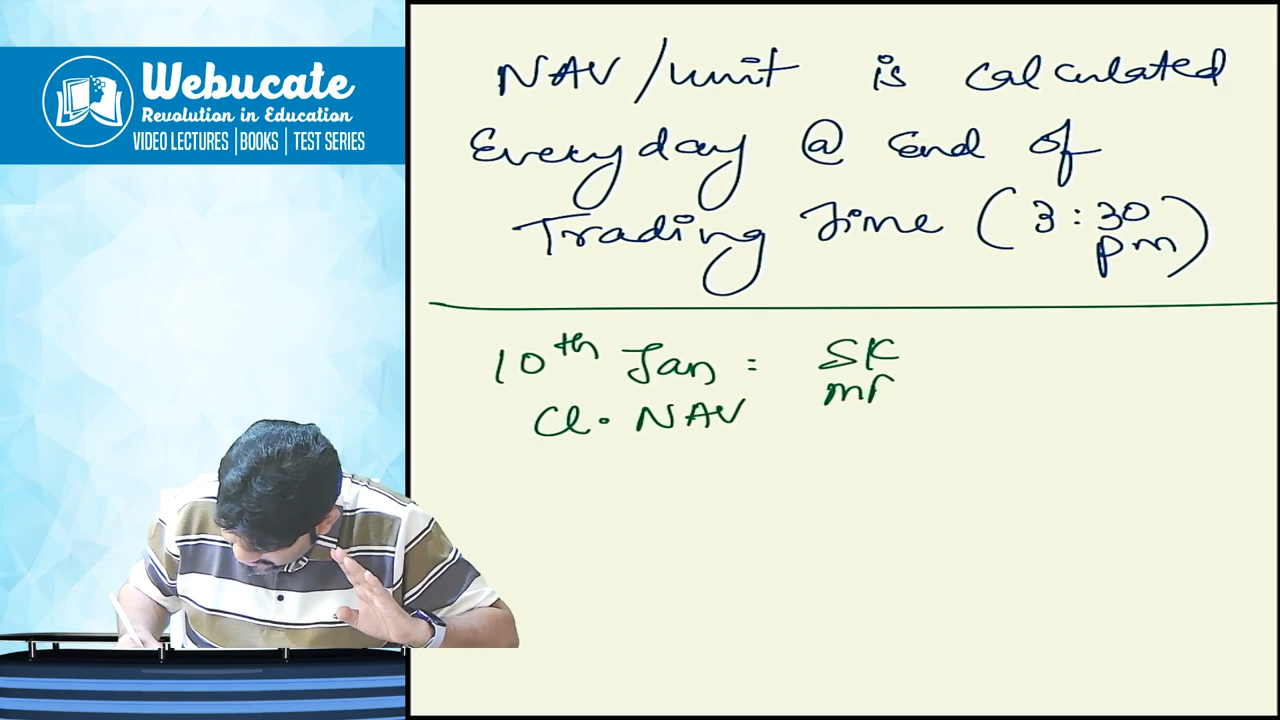 Webucate
Revolution in Education
VIDEO LECTURES | BOOKS | TEST SERIES
NAV/unit is calculated
Everyday @ end of
Trading Time (3:30 pm)
10th Jan = SK MF
Cl. NAV